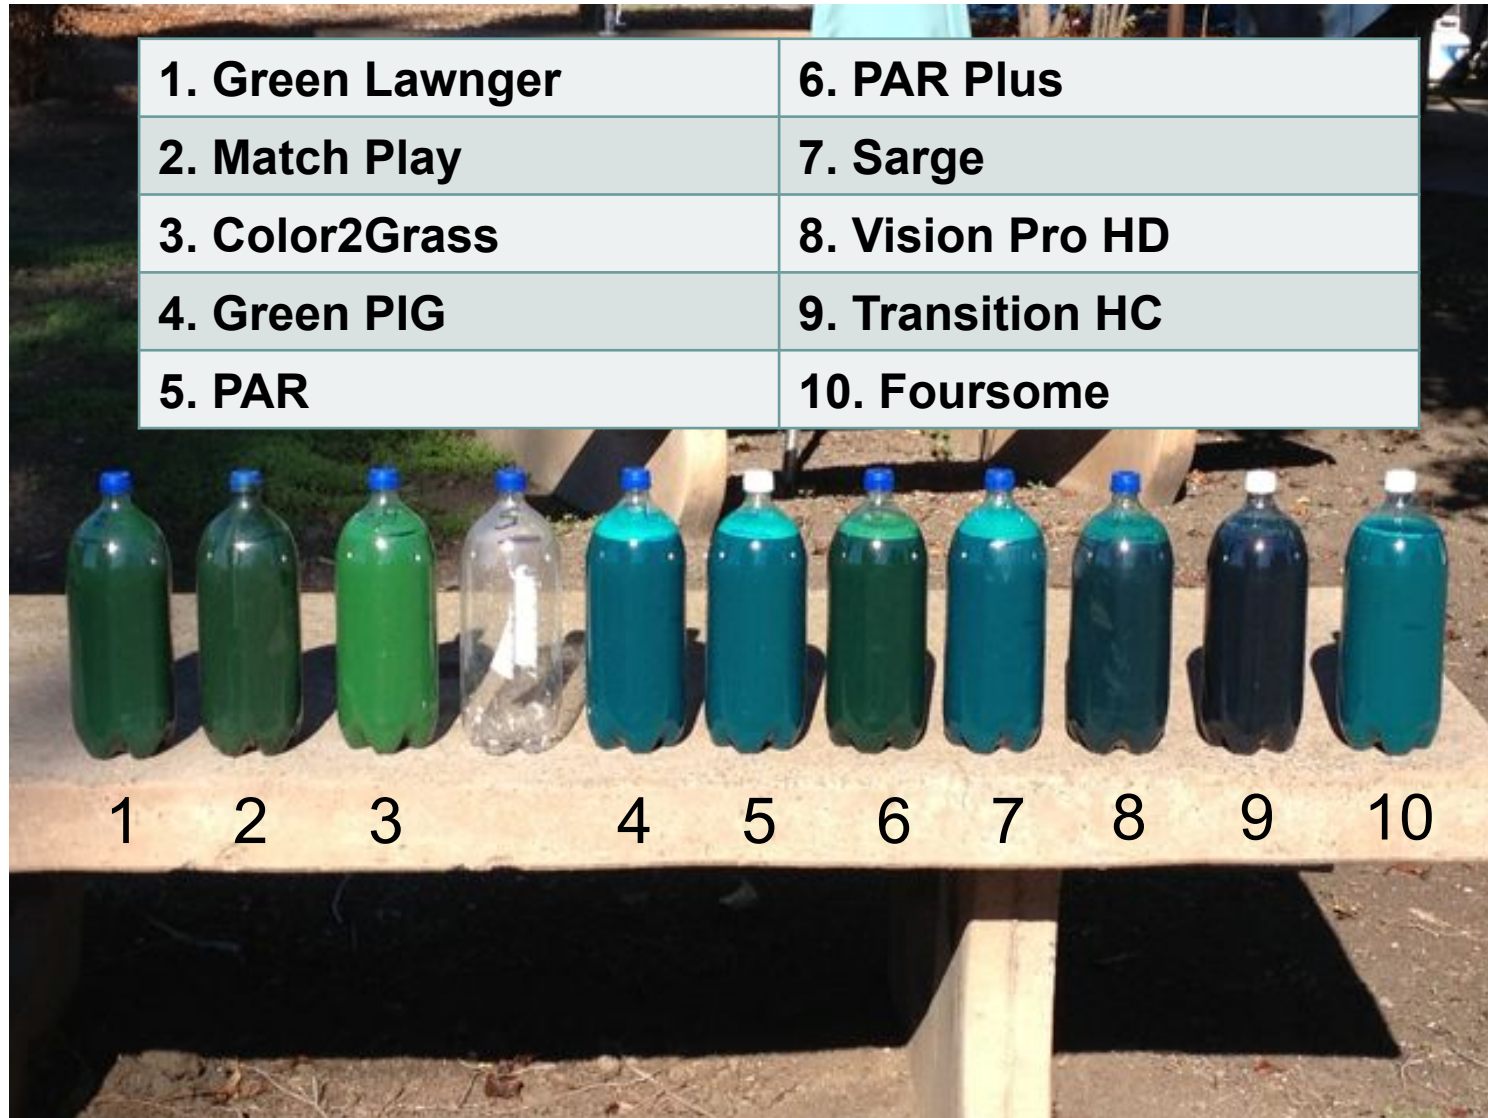 1. Green Lawnger
2. Match Play
3. Color2Grass
4. Green PIG
5. PAR
6. PAR Plus
7. Sarge
8. Vision Pro HD
9. Transition HC
10. Foursome
1 2 3 4 5 6 7 8 9 10